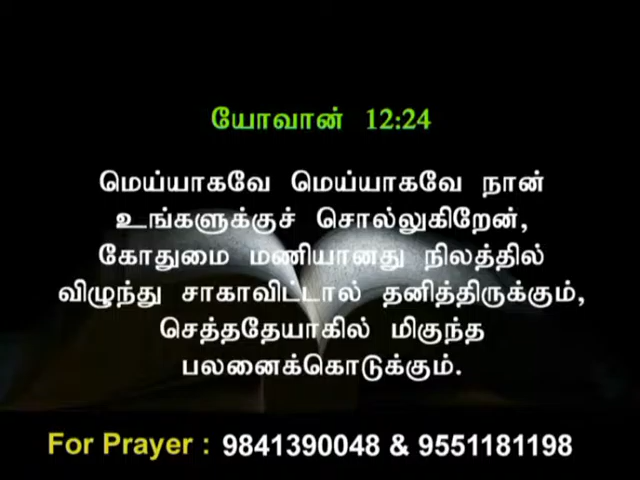 யோவான் 12:24
மெய்யாகவே மெய்யாகவே நான்
உங்களுக்குச் சொல்லுகிறேன்,
கோதுமை மணியானது நிலத்தில்
விழுந்து சாகாவிட்டால் தனித்திருக்கும்,
செத்ததேயாகில் மிகுந்த
பலனைக்கொடுக்கும்.
For Prayer : 9841390048 & 9551181198